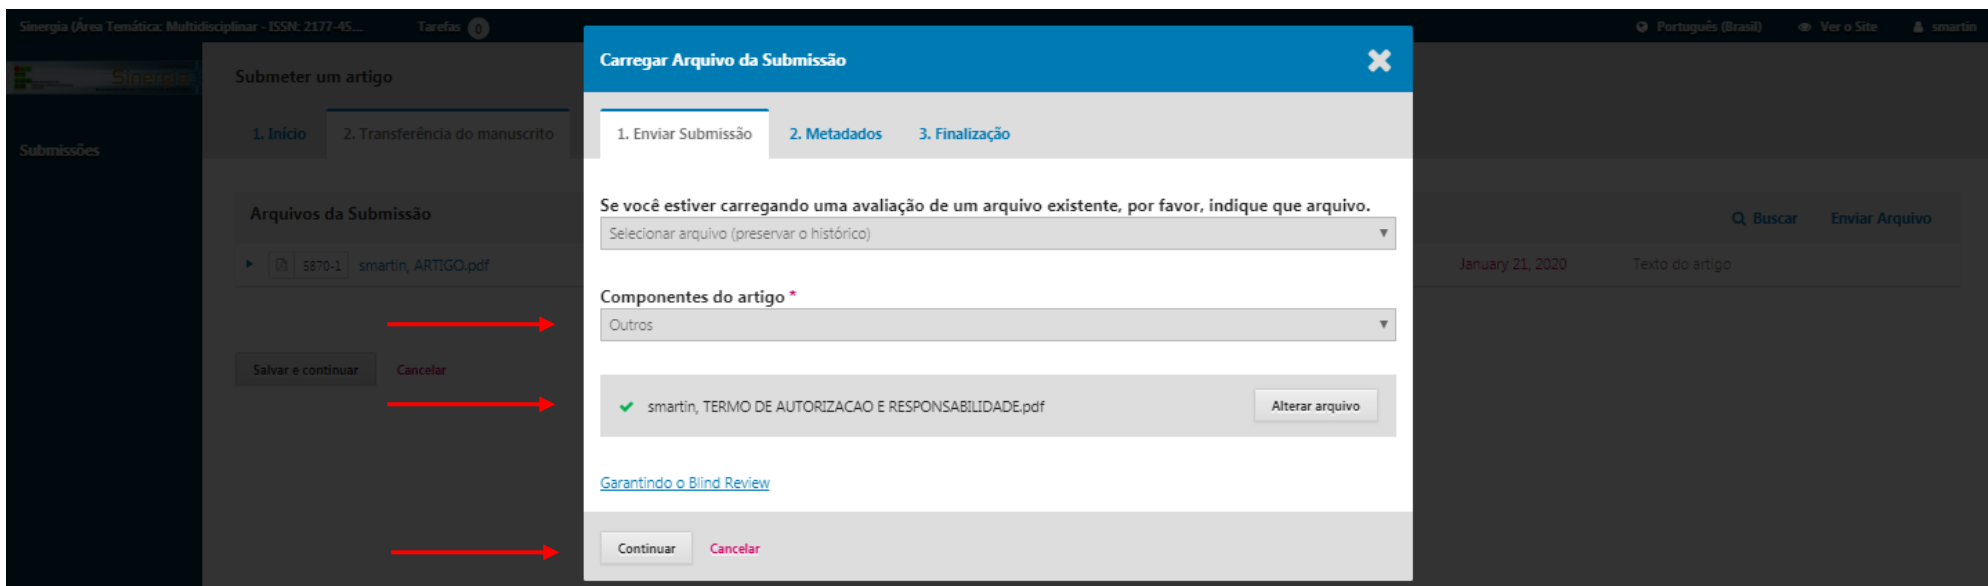 Sinergia (Área Temática: Multidisciplinar - ISSN: 2177-45... Tarefas 0 Português (Brasil) Ver o Site smartin
Carregar Arquivo da Submissão
Sinergia
Submeter um artigo
1. Início 2. Transferência do manuscrito
1. Enviar Submissão 2. Metadados 3. Finalização
Submissões
Se você estiver carregando uma avaliação de um arquivo existente, por favor, indique que arquivo.
Selecionar arquivo (preservar o histórico)
Arquivos da Submissão Buscar Enviar Arquivo
5870-1 smartin, ARTIGO.pdf January 21, 2020 Texto do artigo
Componentes do artigo *
Outros
Salvar e continuar Cancelar
smartin, TERMO DE AUTORIZACAO E RESPONSABILIDADE.pdf Alterar arquivo
Garantindo o Blind Review
Continuar Cancelar